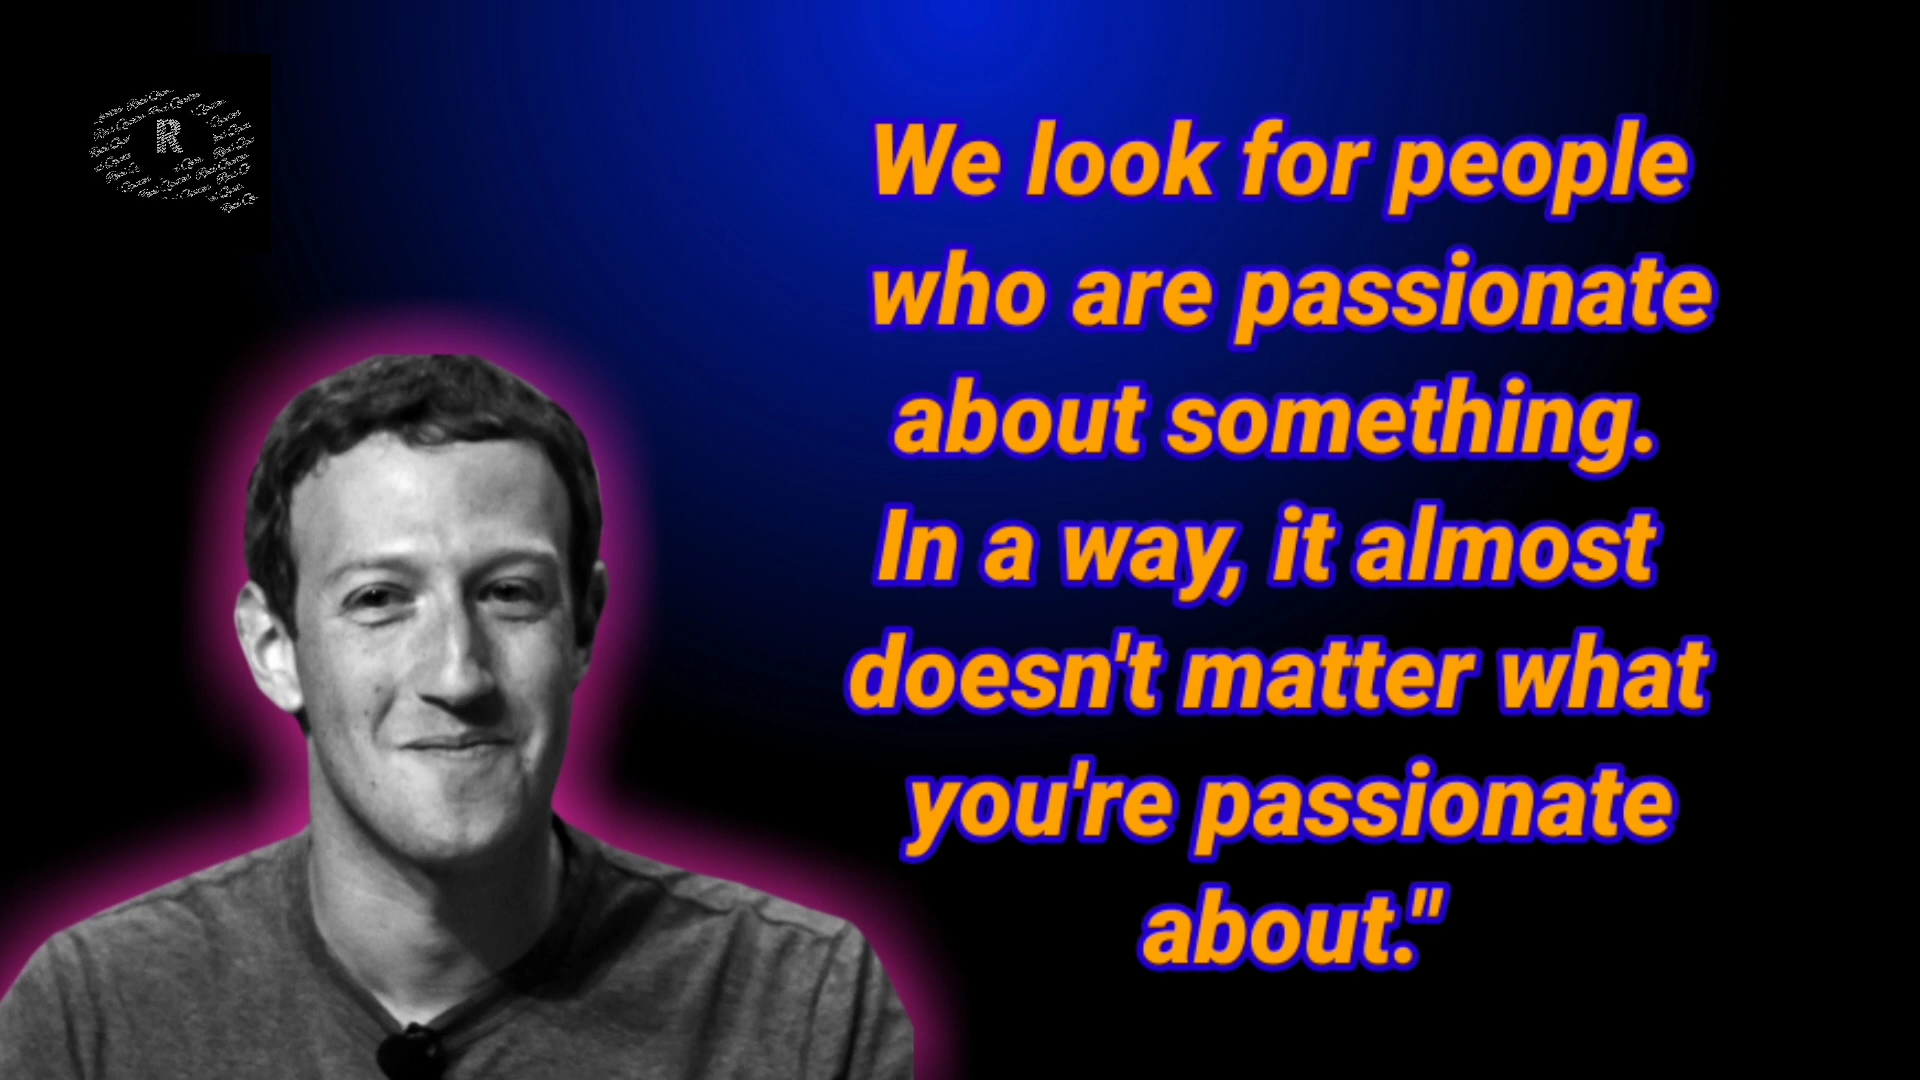 R
We look for people
who are passionate
about something.
In a way, it almost
doesn't matter what
you're passionate
about."